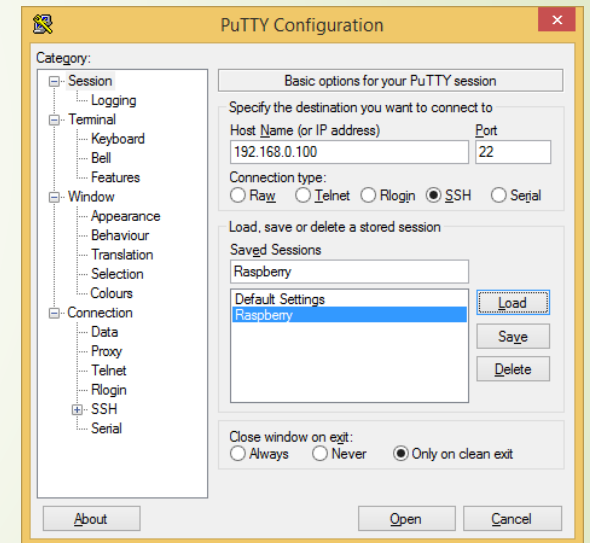 PuTTY Configuration
Category:
Session
Logging
Terminal
Keyboard
Bell
Features
Window
Appearance
Behaviour
Translation
Selection
Colours
Connection
Data
Proxy
Telnet
Rlogin
SSH
Serial
Basic options for your PuTTY session
Specify the destination you want to connect to
Host Name (or IP address) Port
192.168.0.100 22
Connection type:
Raw Telnet Rlogin SSH Serial
Load, save or delete a stored session
Saved Sessions
Raspberry
Default Settings
Raspberry
Load
Save
Delete
Close window on exit:
Always Never Only on clean exit
About Open Cancel